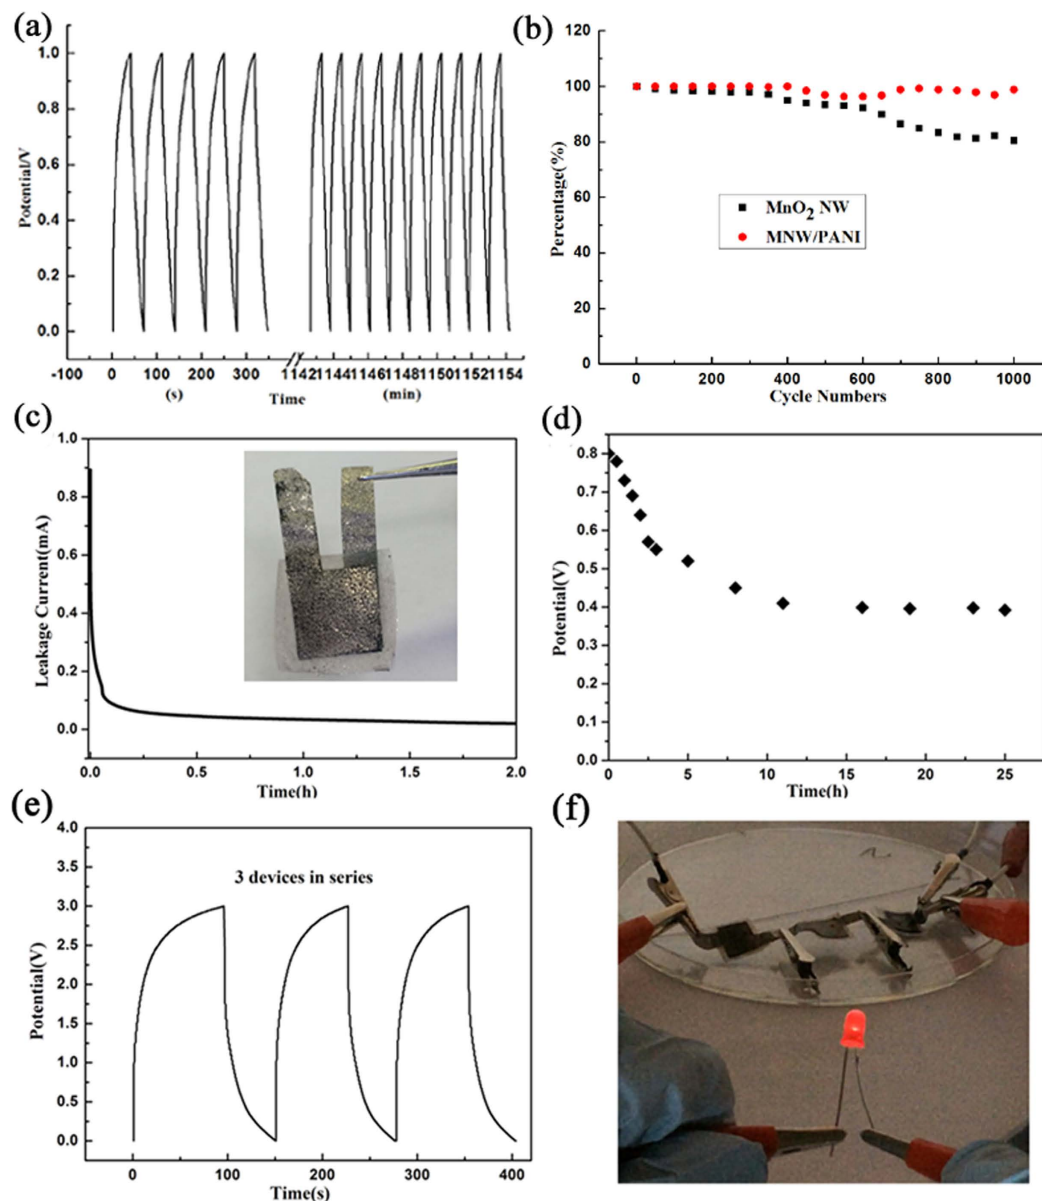 (a)
1.0
0.8
0.6
0.4
0.2
0.0
Potential/V
-100 0 100 200 300 11421144114611481150115211154
(s) Time (min)
(b)
120
100
80
60
40
20
0
Percentage(%)
MnO2 NW
MNW/PANI
0 200 400 600 800 1000
Cycle Numbers
(c)
1.0
0.8
0.6
0.4
0.2
0.0
Leakage Current(mA)
0.0 0.5 1.0 1.5 2.0
Time(h)
(d)
0.8
0.7
0.6
0.5
0.4
0.3
0.2
0.1
0.0
Potential(V)
0 5 10 15 20 25
Time(h)
(e)
4.0
3.5
3.0
2.5
2.0
1.5
1.0
0.5
0.0
Potential(V)
3 devices in series
0 100 200 300 400
Time(s)
(f)